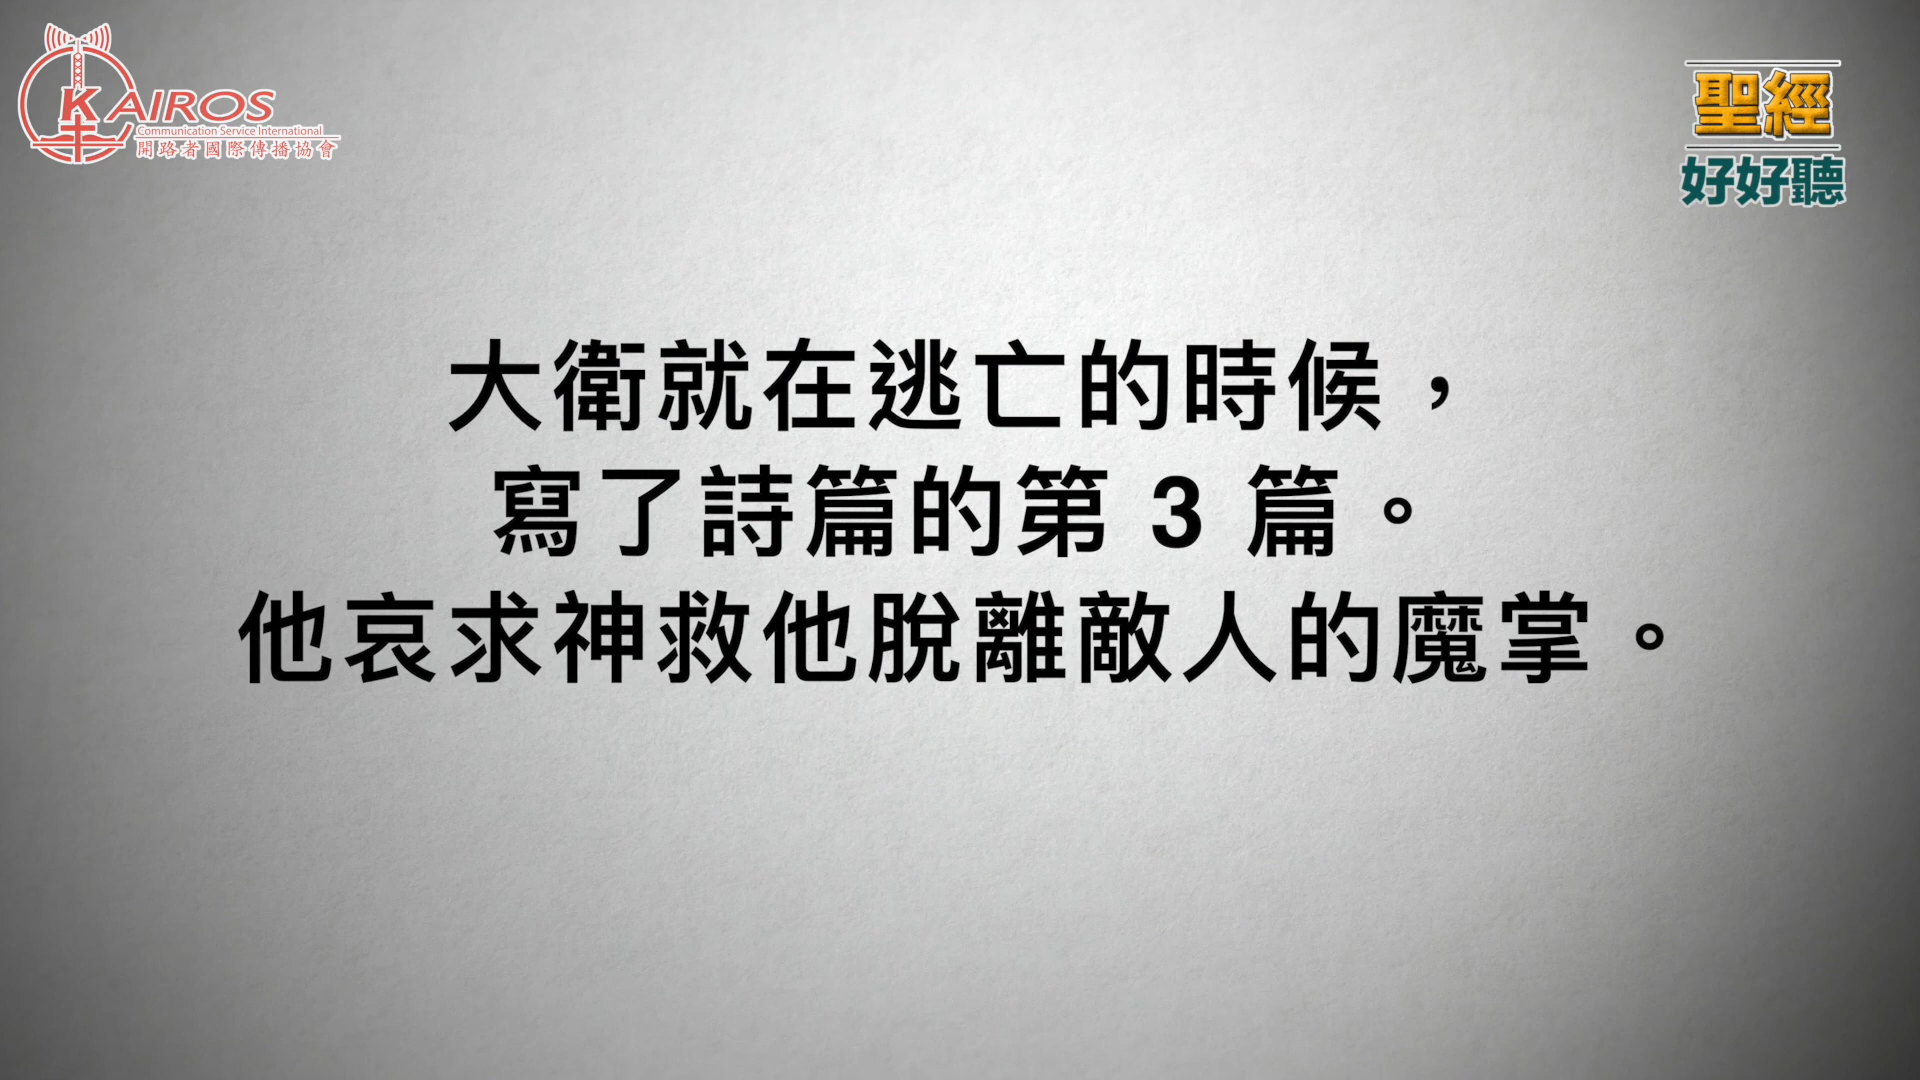 KAIROS
Communication Service International
開路者國際傳播協會
聖經
好好聽
大衛就在逃亡的時候，
寫了詩篇的第 3 篇。
他哀求神救他脫離敵人的魔掌。